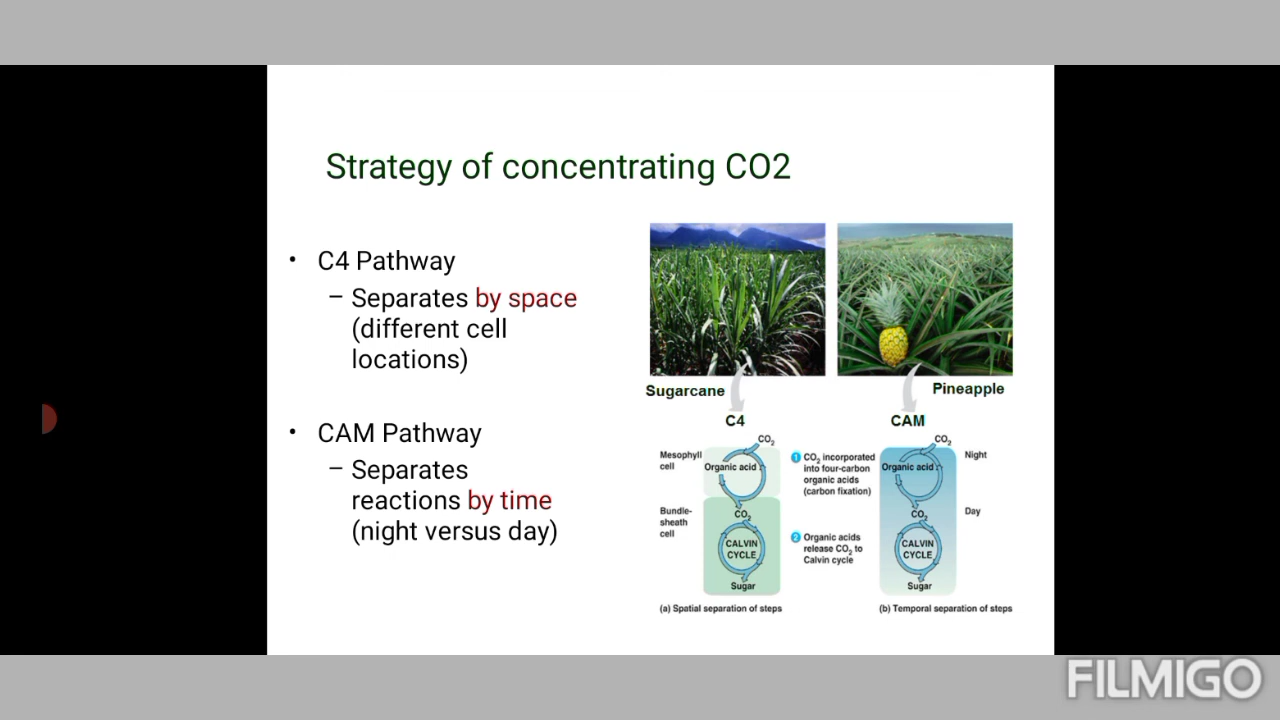 Strategy of concentrating CO2
• C4 Pathway
– Separates by space
(different cell
locations)
• CAM Pathway
– Separates
reactions by time
(night versus day)
Sugarcane
Pineapple
C4
CAM
CO₂
Mesophyll
cell
Organic acid
Bundle-
sheath
cell
CO₂
CALVIN
CYCLE
Sugar
(a) Spatial separation of steps
1 CO₂ incorporated
into four-carbon
organic acids
(carbon fixation)
2 Organic acids
release CO₂ to
Calvin cycle
CO₂
Night
Organic acid
Day
CO₂
CALVIN
CYCLE
Sugar
(b) Temporal separation of steps
FILMIGO